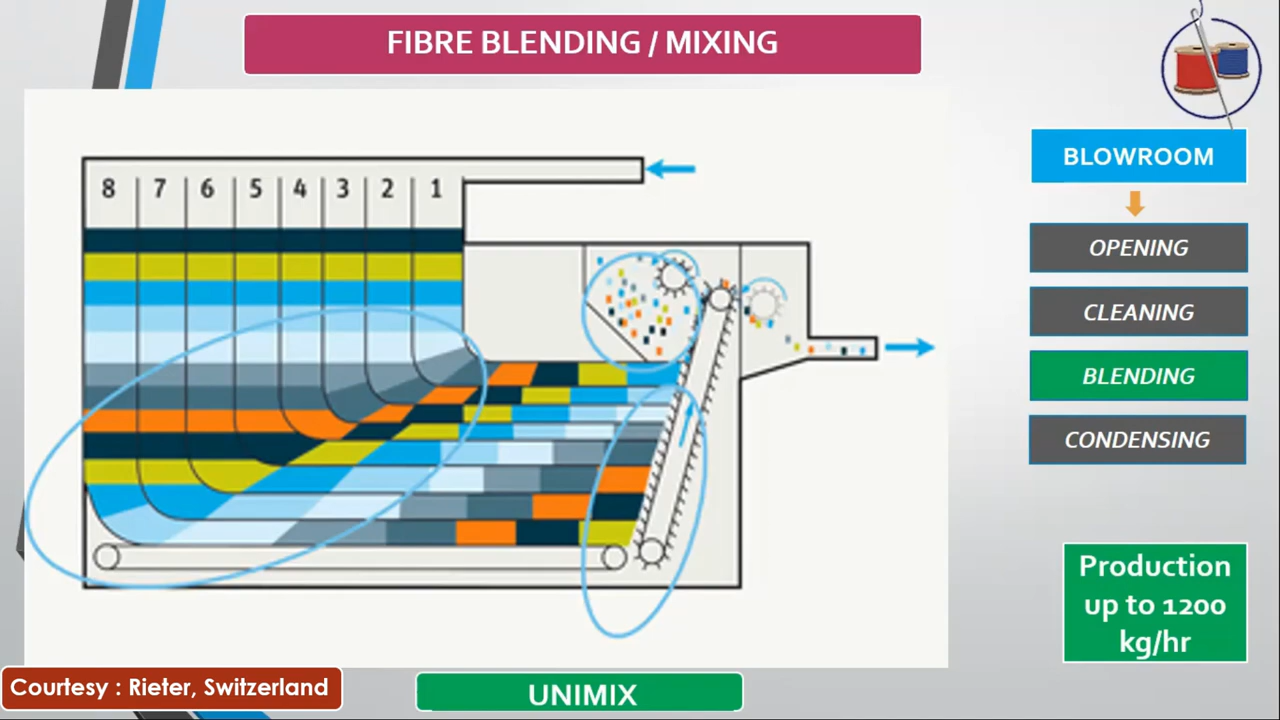 FIBRE BLENDING / MIXING
8 7 6 5 4 3 2 1
BLOWROOM
OPENING
CLEANING
BLENDING
CONDENSING
Production
up to 1200
kg/hr
Courtesy : Rieter, Switzerland
UNIMIX